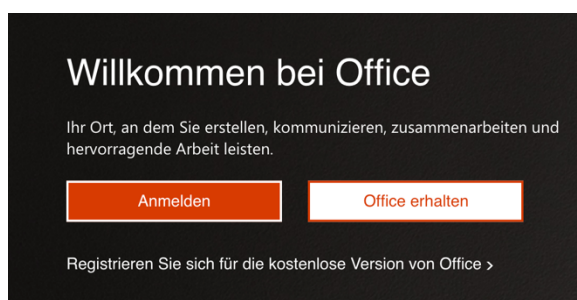 Willkommen bei Office
Ihr Ort, an dem Sie erstellen, kommunizieren, zusammenarbeiten und
hervorragende Arbeit leisten.
Anmelden
Office erhalten
Registrieren Sie sich für die kostenlose Version von Office >